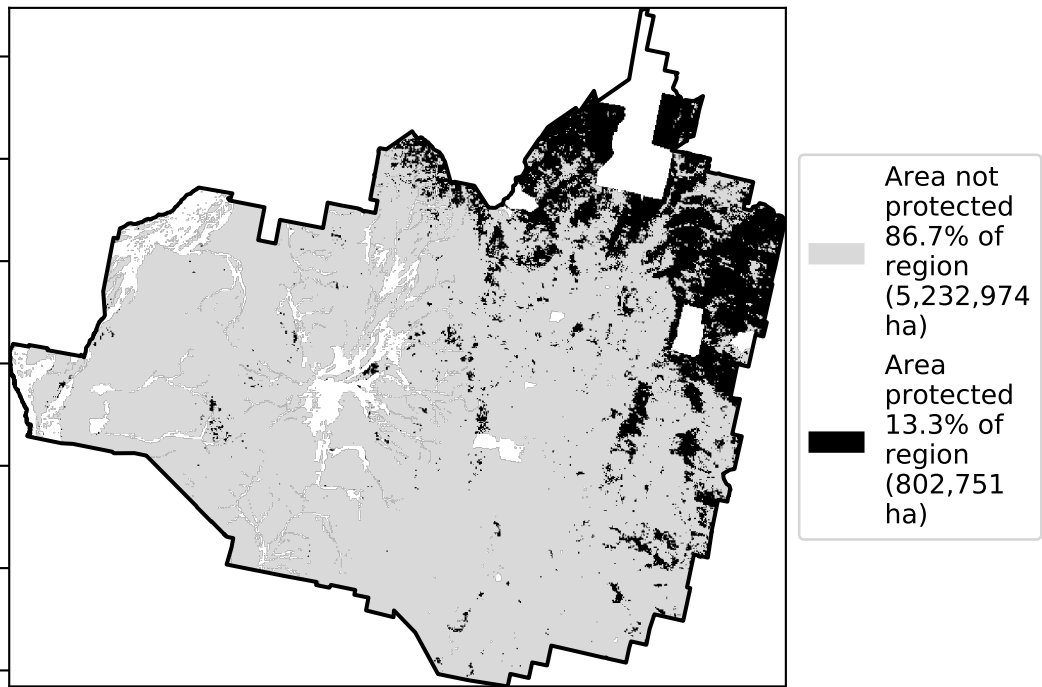 Area not
protected
86.7% of
region
(5,232,974
ha)
Area
protected
13.3% of
region
(802,751
ha)